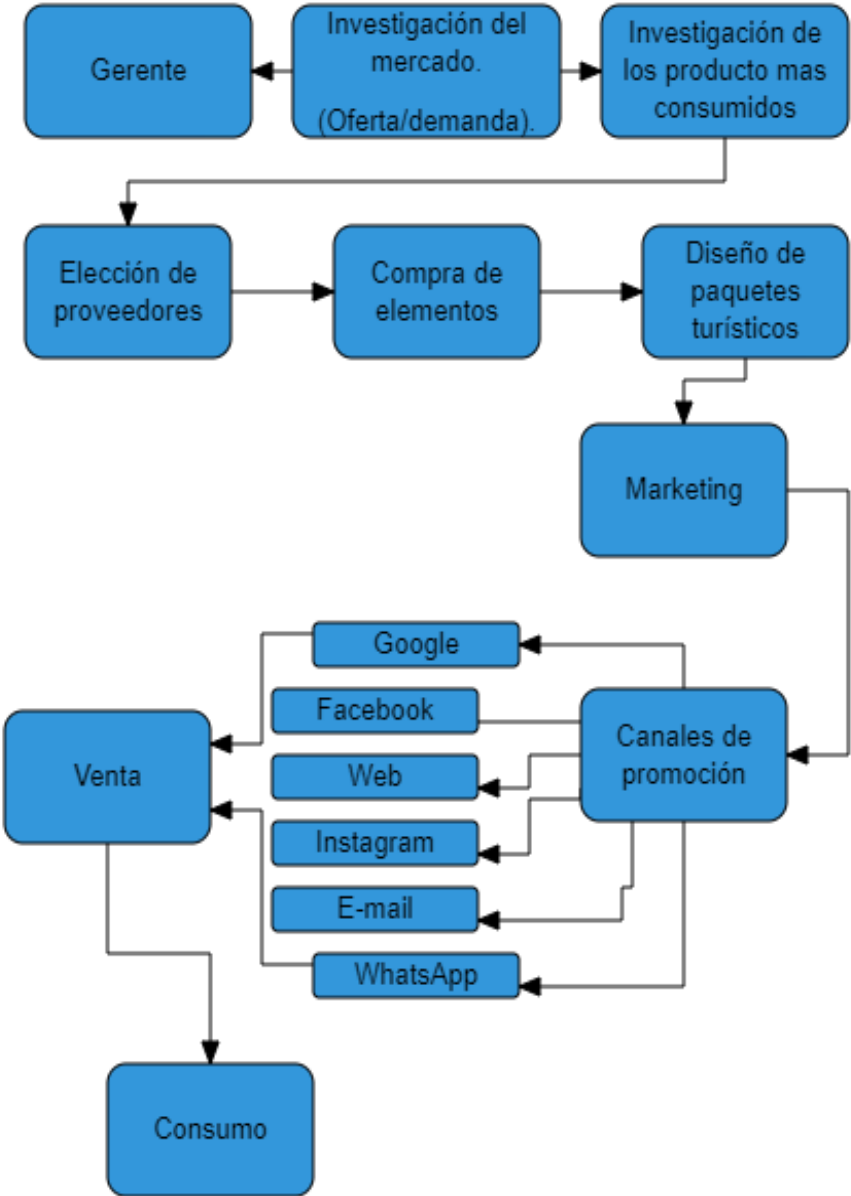 Gerente
Investigación del
mercado.
(Oferta/demanda).
Investigación de
los producto mas
consumidos
Elección de
proveedores
Compra de
elementos
Diseño de
paquetes
turísticos
Marketing
Google
Facebook
Web
Instagram
E-mail
WhatsApp
Canales de
promoción
Venta
Consumo